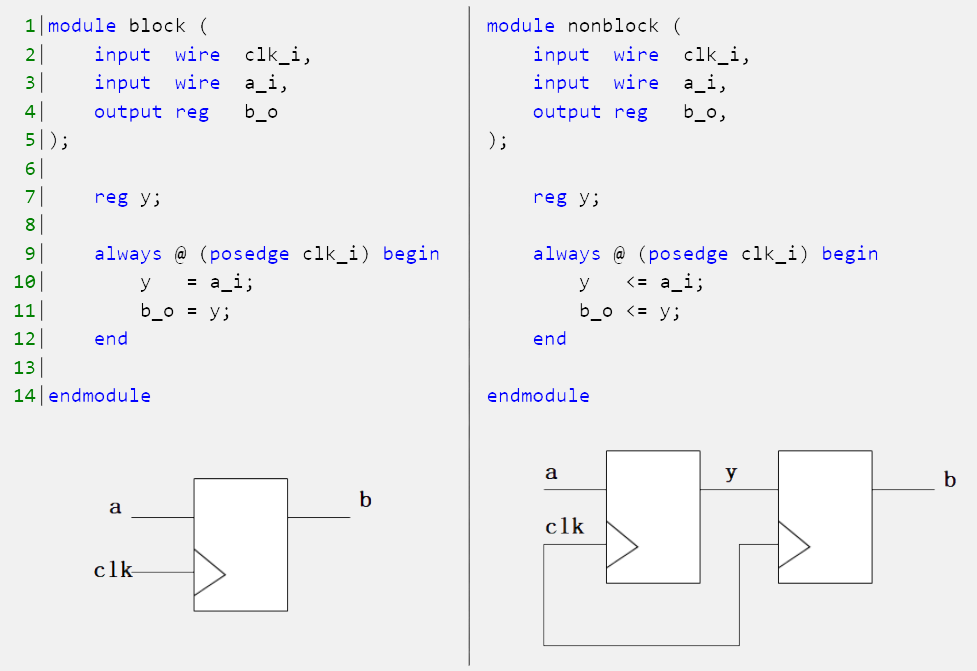 1|module block (
2|    input  wire  clk_i,
3|    input  wire  a_i,
4|    output reg   b_o
5|);
6|
7|    reg y;
8|
9|    always @ (posedge clk_i) begin
10|        y   = a_i;
11|        b_o = y;
12|    end
13|
14|endmodule
a
b
clk
module nonblock (
    input  wire  clk_i,
    input  wire  a_i,
    output reg   b_o,
);
    reg y;
    always @ (posedge clk_i) begin
        y   <= a_i;
        b_o <= y;
    end
endmodule
a
y
b
clk